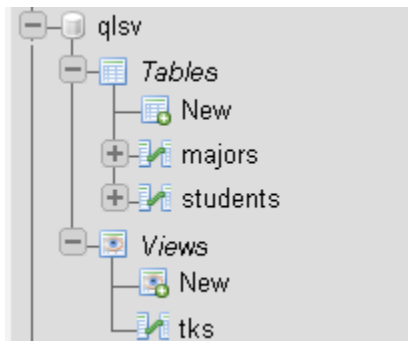 qlsv
Tables
New
majors
students
Views
New
tks